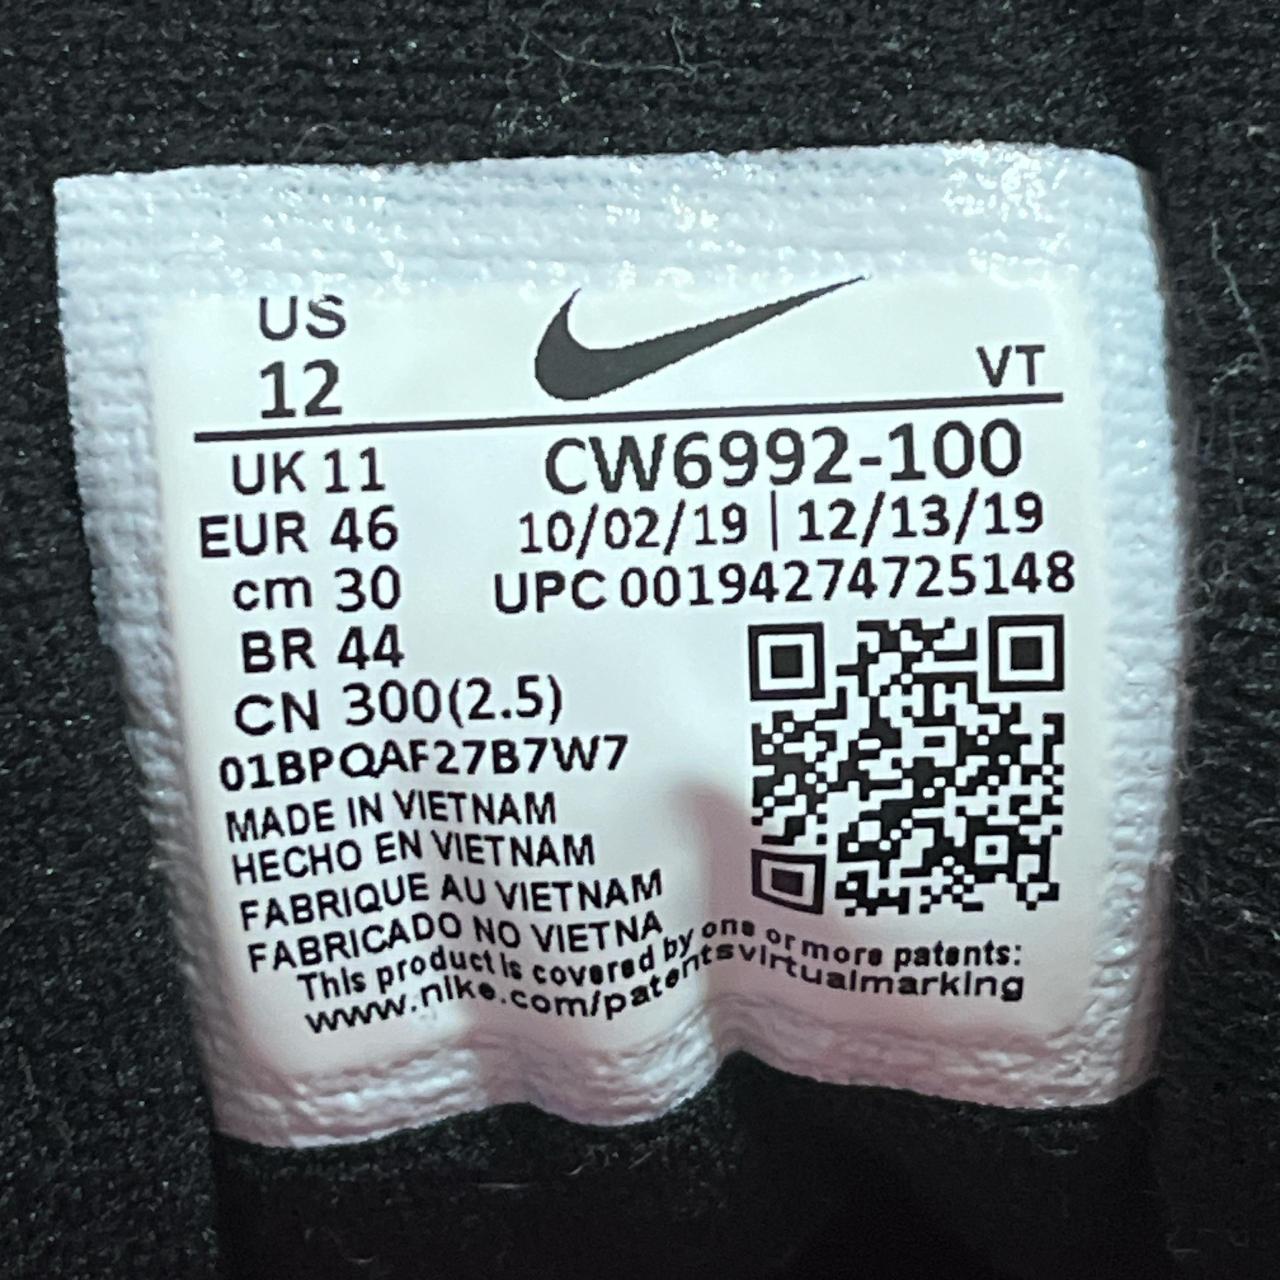 US
12
VT
UK 11
CW6992-100
EUR 46
10/02/19 | 12/13/19
cm 30
UPC 00194274725148
BR 44
CN 300(2.5)
01BPQAF27B7W7
MADE IN VIETNAM
HECHO EN VIETNAM
FABRIQUE AU VIETNAM
FABRICADO NO VIETNA
This product is covered by one or more patents:
www.nike.com/patentsvirtualmarking